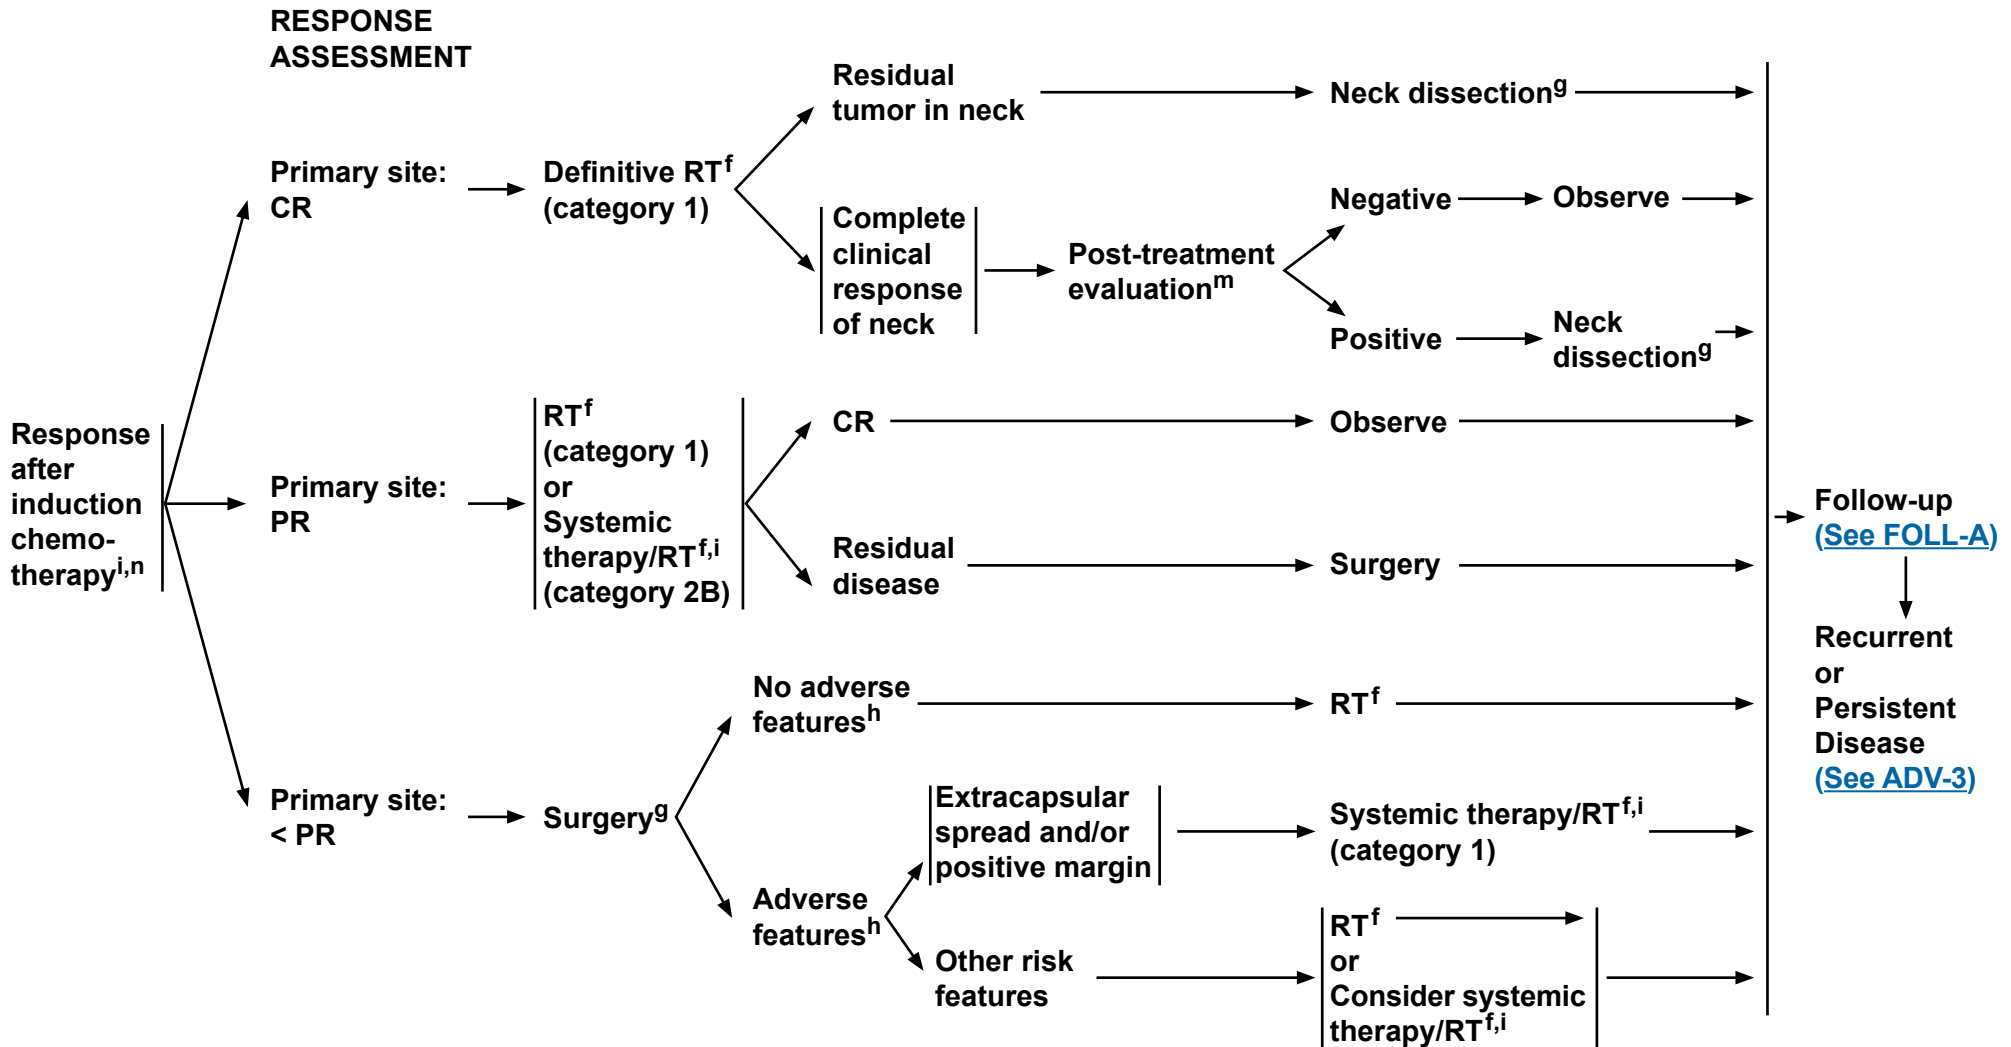 RESPONSE
ASSESSMENT
Response
after
induction
chemo-
therapyi,n
Primary site:
CR
Definitive RTf
(category 1)
Residual
tumor in neck
Neck dissectiong
Complete
clinical
response
of neck
Post-treatment
evaluationm
Negative
Observe
Positive
Neck
dissectiong
Primary site:
PR
RTf
(category 1)
or
Systemic
therapy/RTf,i
(category 2B)
CR
Observe
Residual
disease
Surgery
Primary site:
< PR
Surgeryg
No adverse
featuresh
RTf
Adverse
featuresh
Extracapsular
spread and/or
positive margin
Systemic therapy/RTf,i
(category 1)
Other risk
features
RTf
or
Consider systemic
therapy/RTf,i
Follow-up
(See FOLL-A)
Recurrent
or
Persistent
Disease
(See ADV-3)